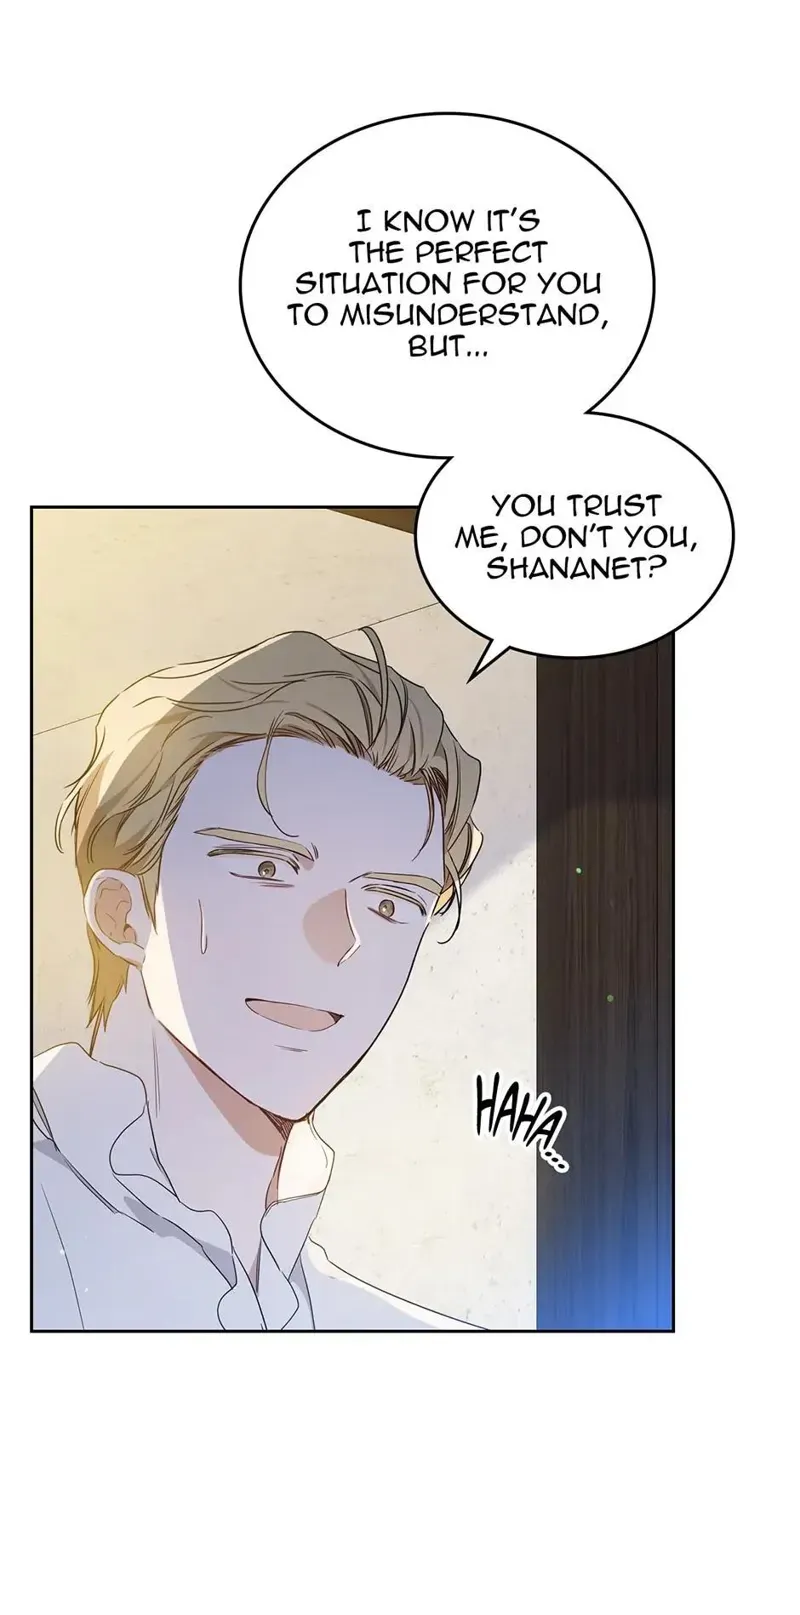 I KNOW IT'S
THE PERFECT
SITUATION FOR YOU
TO MISUNDERSTAND,
BUT...
YOU TRUST
ME, DON'T YOU,
SHANANET?
HAHA...